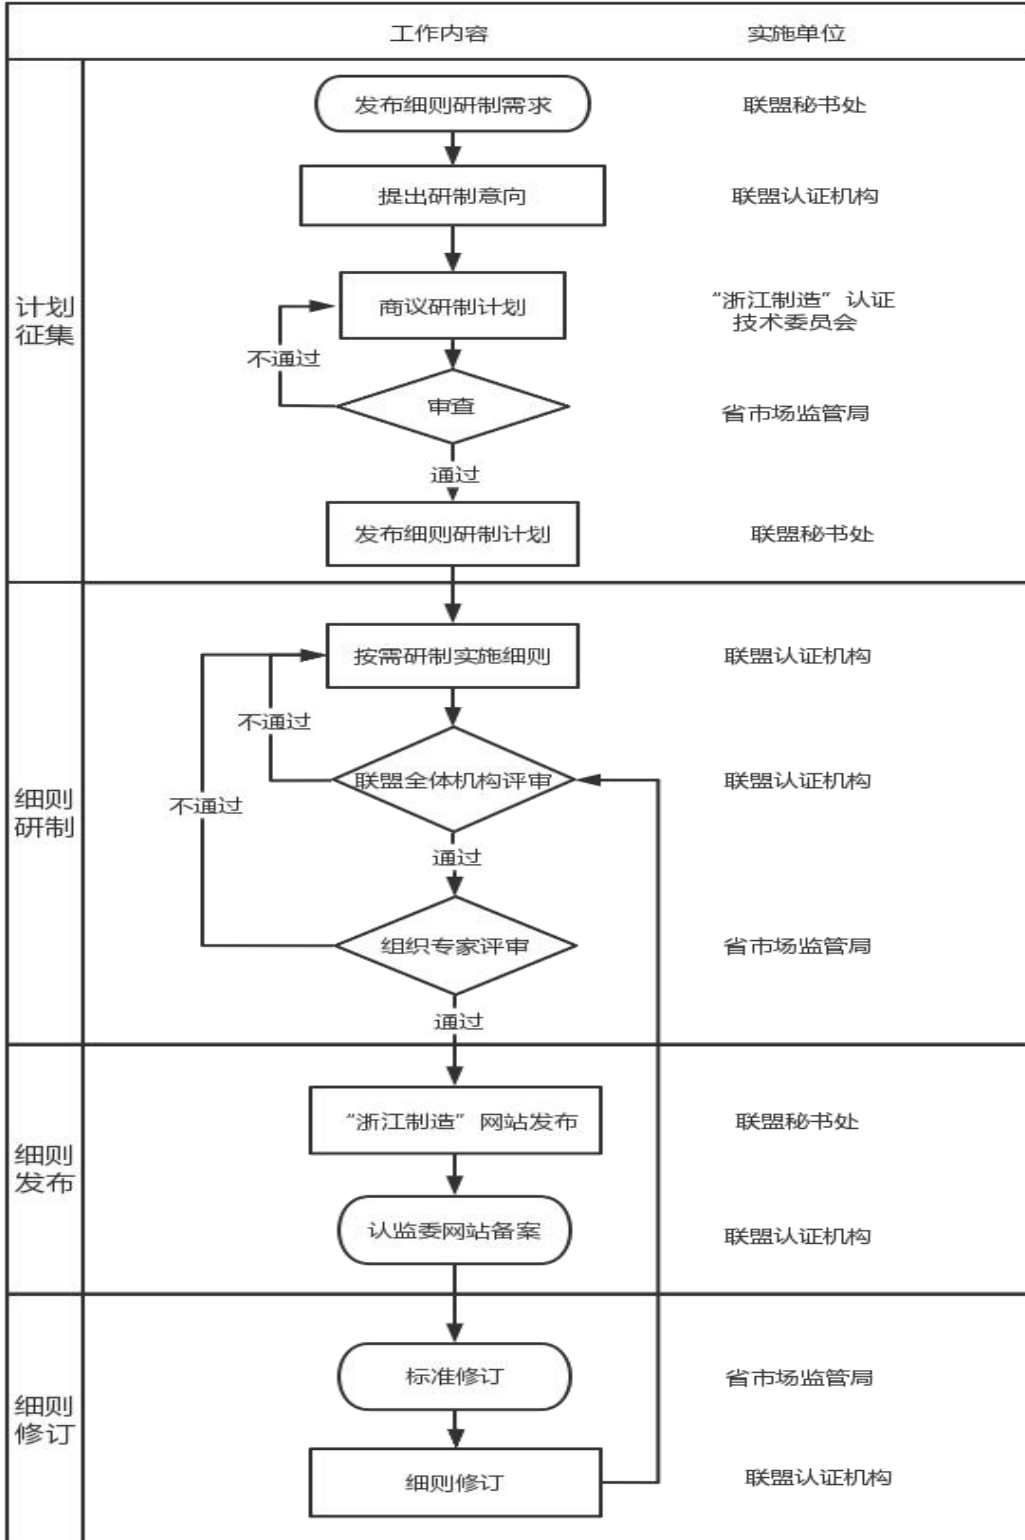 工作内容 实施单位
发布细则研制需求 联盟秘书处
提出研制意向 联盟认证机构
计划
征集
商议研制计划
“浙江制造”认证
技术委员会
不通过
审查 省市场监管局
通过
发布细则研制计划 联盟秘书处
细则
研制
按需研制实施细则 联盟认证机构
不通过
联盟全体机构评审 联盟认证机构
不通过
通过
组织专家评审 省市场监管局
通过
细则
发布
“浙江制造”网站发布 联盟秘书处
认监委网站备案 联盟认证机构
细则
修订
标准修订 省市场监管局
细则修订 联盟认证机构